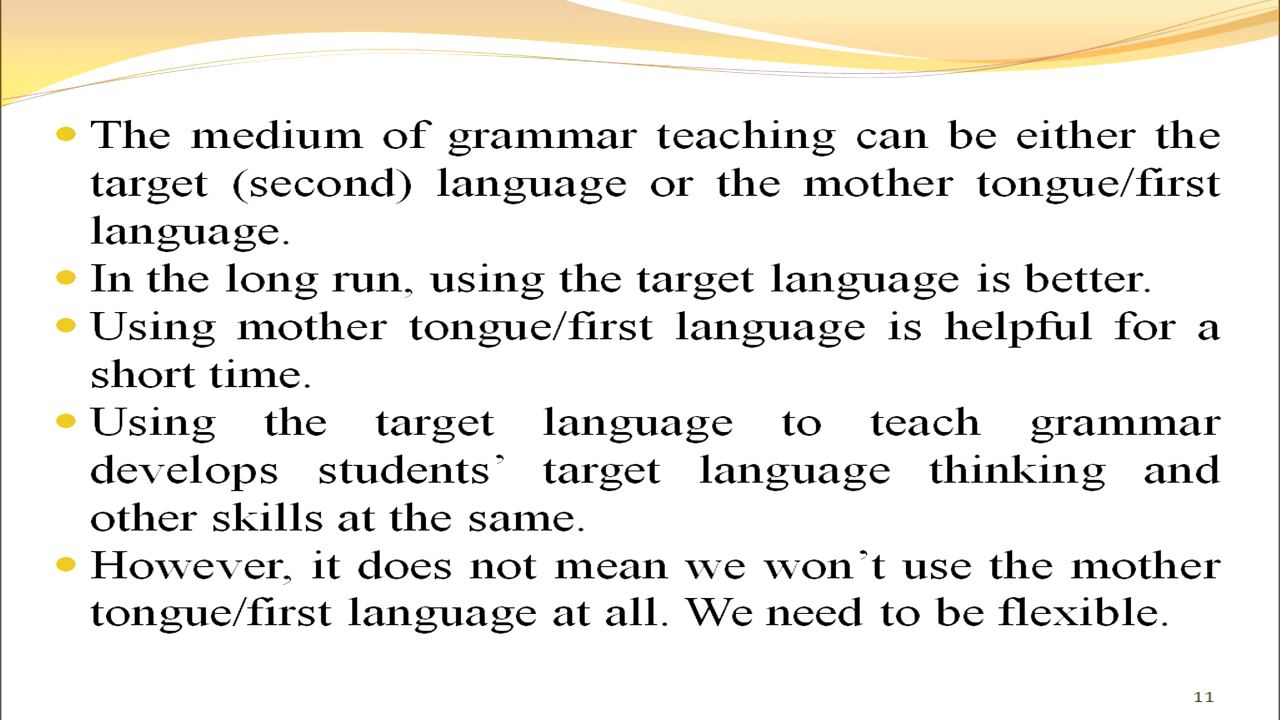 • The medium of grammar teaching can be either the
target (second) language or the mother tongue/first
language.
• In the long run, using the target language is better.
• Using mother tongue/first language is helpful for a
short time.
• Using the target language to teach grammar
develops students’ target language thinking and
other skills at the same.
• However, it does not mean we won’t use the mother
tongue/first language at all. We need to be flexible.
11